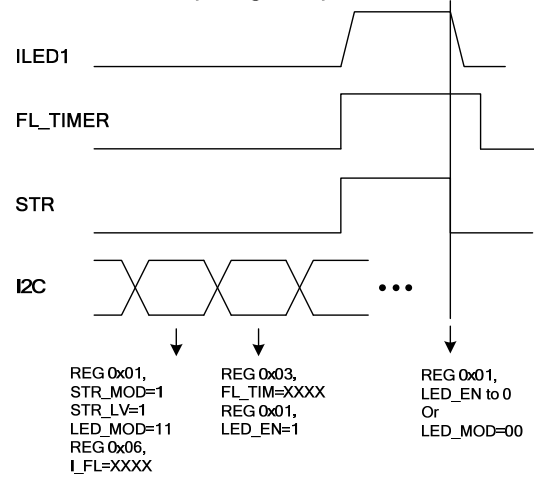 ILED1
FL_TIMER
STR
I2C
REG 0x01,
STR_MOD=1
STR_LV=1
LED_MOD=11
REG 0x06,
I_FL=XXXX
REG 0x03,
FL_TIM=XXXX
REG 0x01,
LED_EN=1
REG 0x01,
LED_EN to 0
Or
LED_MOD=00